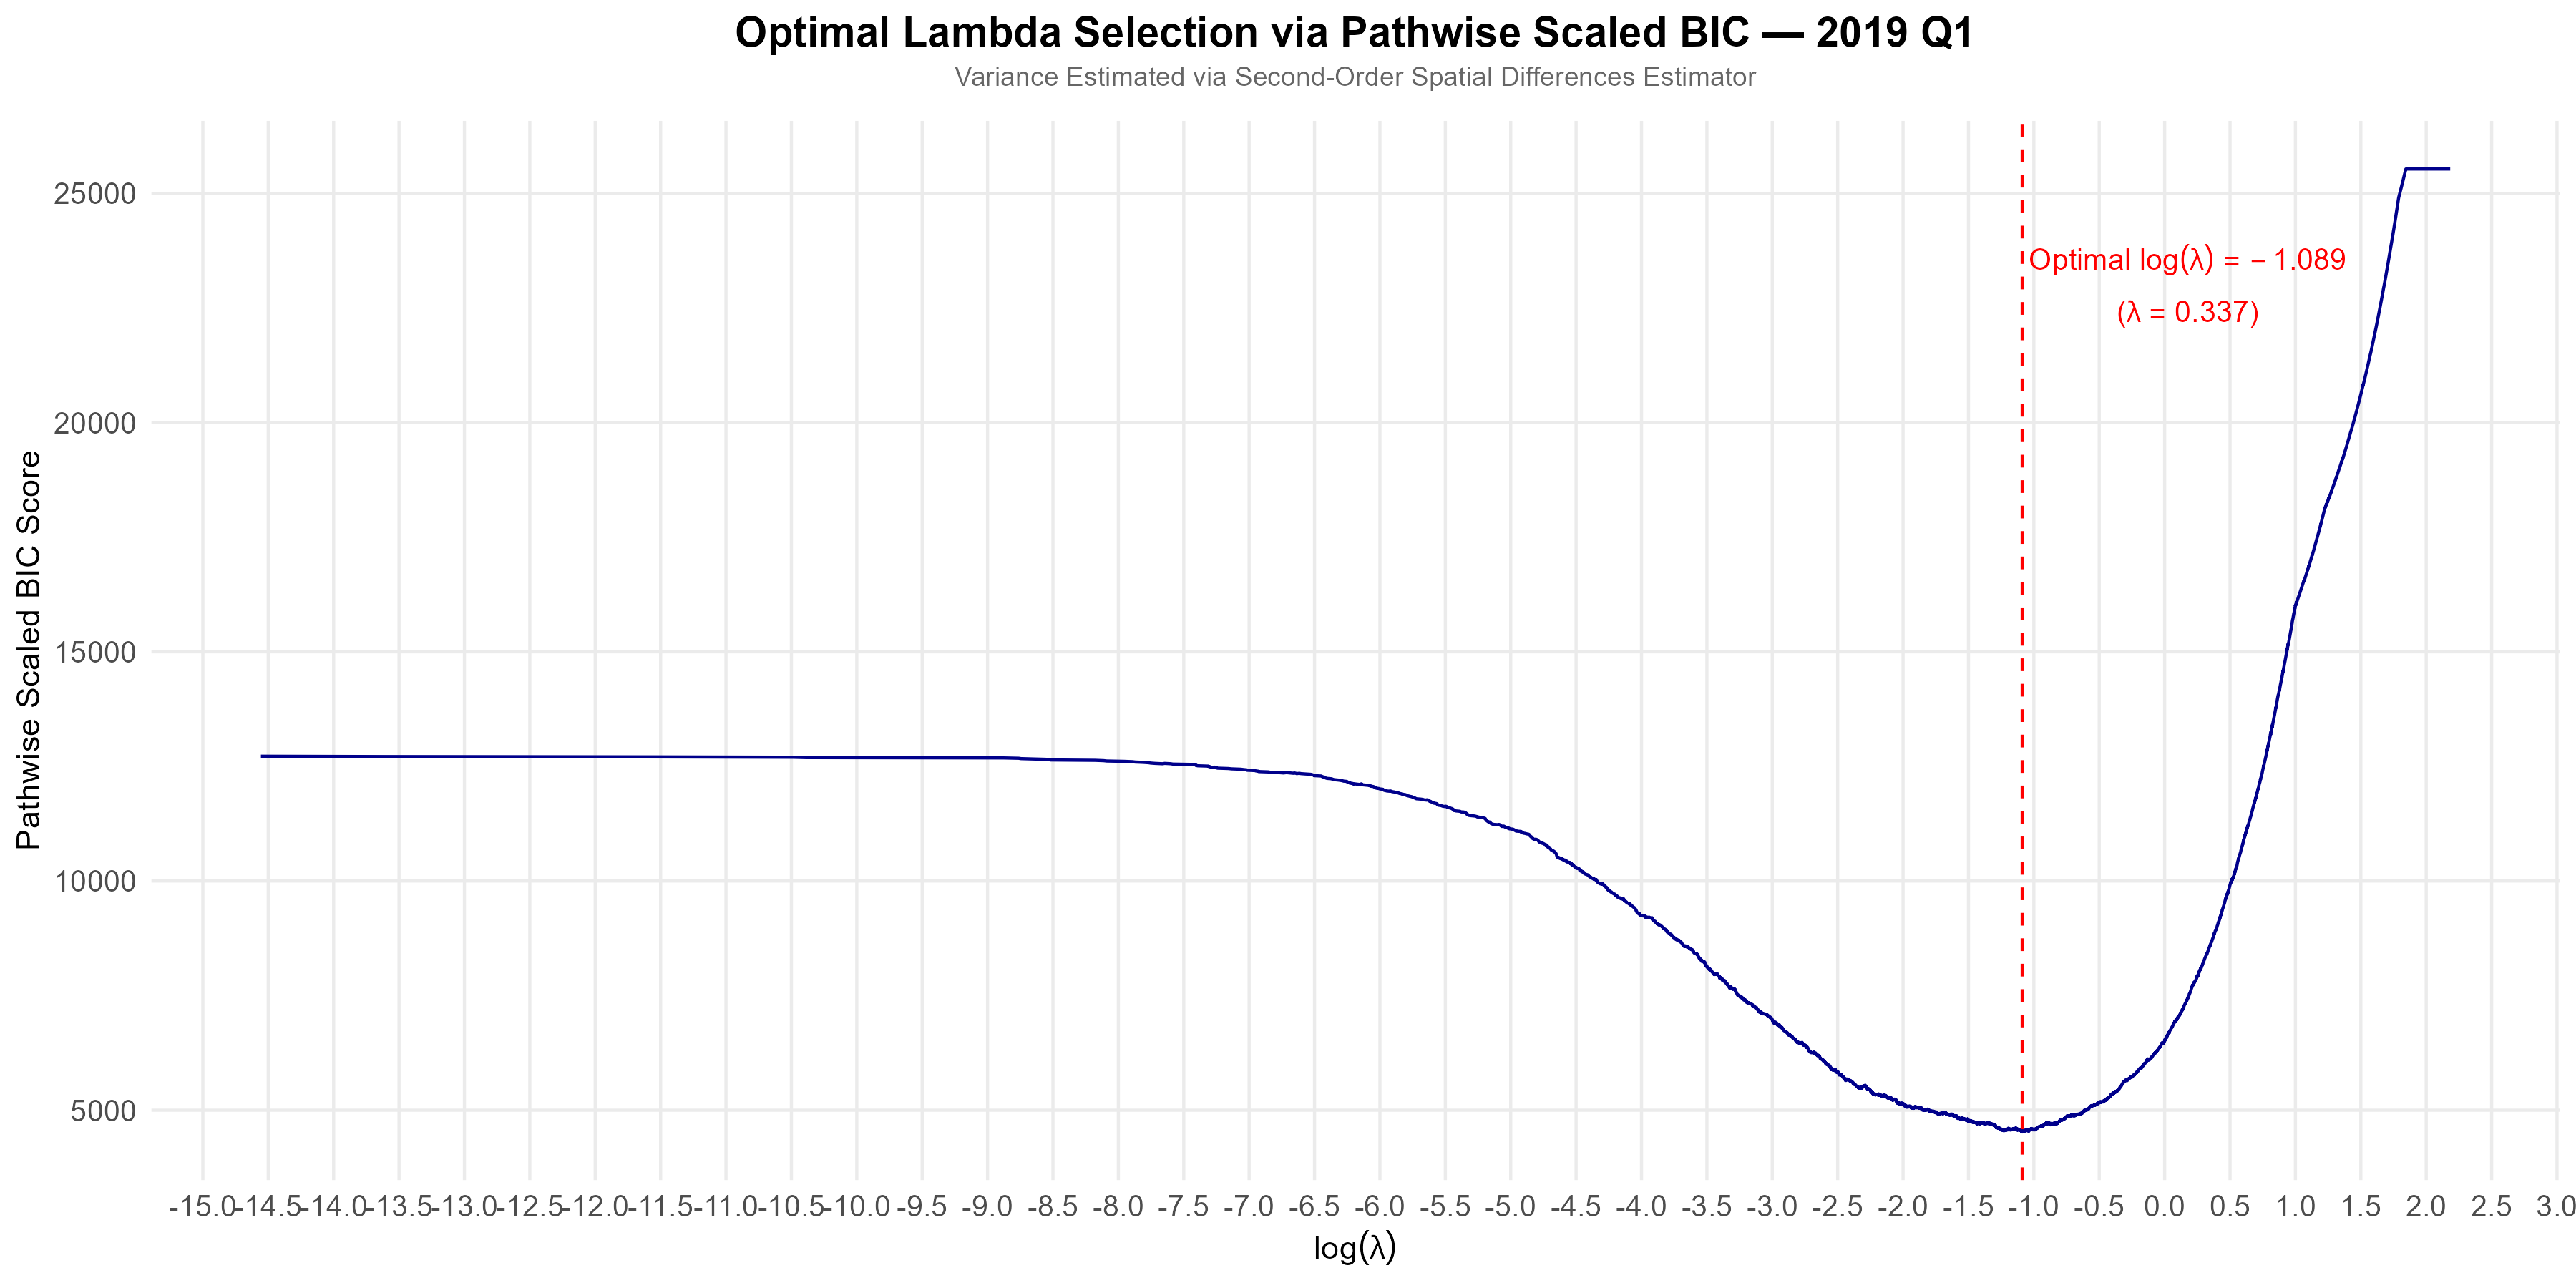 Optimal Lambda Selection via Pathwise Scaled BIC — 2019 Q1
Variance Estimated via Second-Order Spatial Differences Estimator
Pathwise Scaled BIC Score
25000
20000
15000
10000
5000
Optimal log(λ) = − 1.089
(λ = 0.337)
-15.0 -14.5 -14.0 -13.5 -13.0 -12.5 -12.0 -11.5 -11.0 -10.5 -10.0 -9.5 -9.0 -8.5 -8.0 -7.5 -7.0 -6.5 -6.0 -5.5 -5.0 -4.5 -4.0 -3.5 -3.0 -2.5 -2.0 -1.5 -1.0 -0.5 0.0 0.5 1.0 1.5 2.0 2.5 3.0
log(λ)